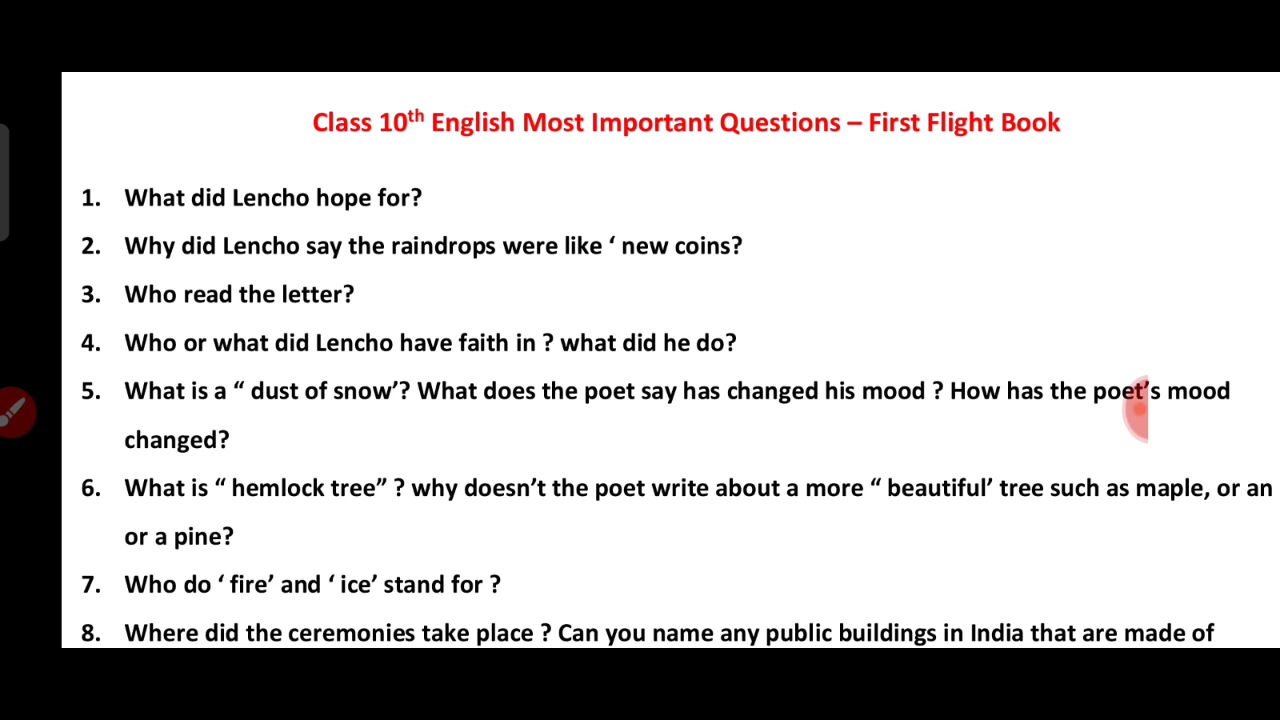 Class 10th English Most Important Questions – First Flight Book
1. What did Lencho hope for?
2. Why did Lencho say the raindrops were like ‘ new coins?
3. Who read the letter?
4. Who or what did Lencho have faith in ? what did he do?
5. What is a “ dust of snow’? What does the poet say has changed his mood ? How has the poet’s mood
changed?
6. What is “ hemlock tree” ? why doesn’t the poet write about a more “ beautiful’ tree such as maple, or an
or a pine?
7. Who do ‘ fire’ and ‘ ice’ stand for ?
8. Where did the ceremonies take place ? Can you name any public buildings in India that are made of